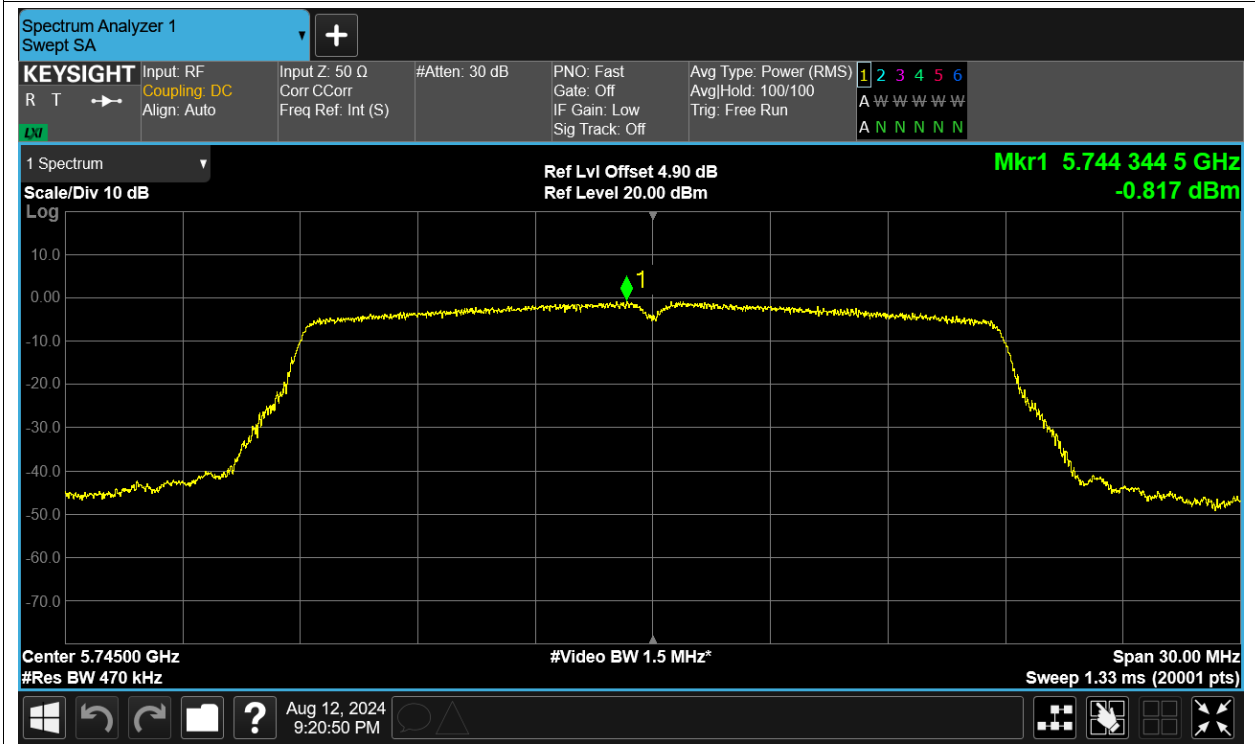 Spectrum Analyzer 1
Swept SA
KEYSIGHT
R T
LXI
Input: RF
Coupling: DC
Align: Auto
Input Z: 50 Ω
Corr CCorr
Freq Ref: Int (S)
#Atten: 30 dB
PNO: Fast
Gate: Off
IF Gain: Low
Sig Track: Off
Avg Type: Power (RMS)
Avg|Hold: 100/100
Trig: Free Run
1 2 3 4 5 6
A W W W W W
A N N N N N
1 Spectrum
Scale/Div 10 dB
Log
Ref Lvl Offset 4.90 dB
Ref Level 20.00 dBm
Mkr1 5.744 344 5 GHz
-0.817 dBm
10.0
0.00
-10.0
-20.0
-30.0
-40.0
-50.0
-60.0
-70.0
1
Center 5.74500 GHz
#Res BW 470 kHz
#Video BW 1.5 MHz*
Span 30.00 MHz
Sweep 1.33 ms (20001 pts)
?
Aug 12, 2024
9:20:50 PM